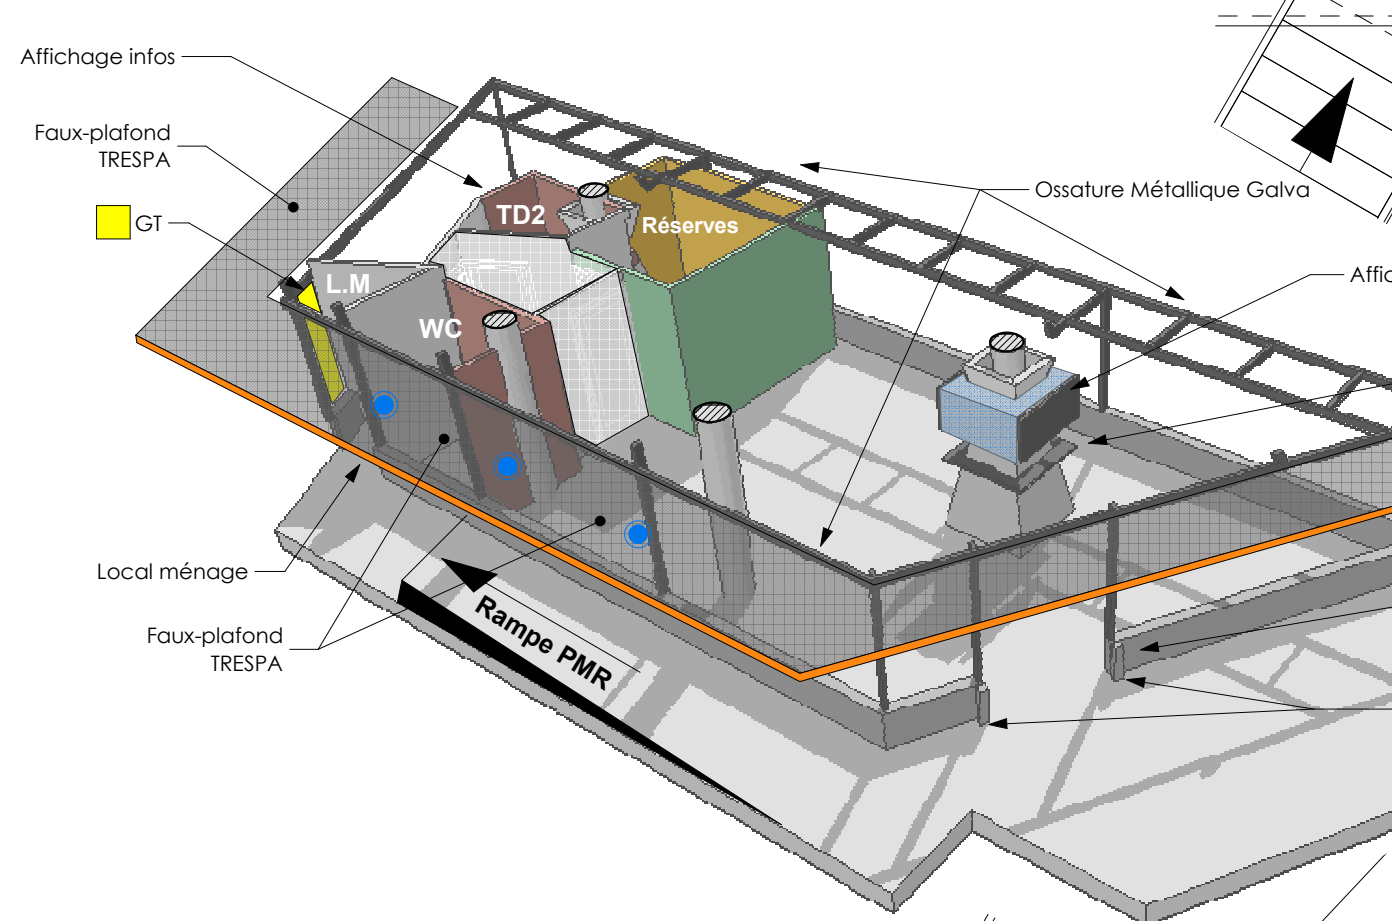 Affichage infos
Faux-plafond
TRESPA
GT
TD2
Réserves
L.M
WC
Ossature Métallique Galva
Affic
Local ménage
Faux-plafond
TRESPA
Rampe PMR